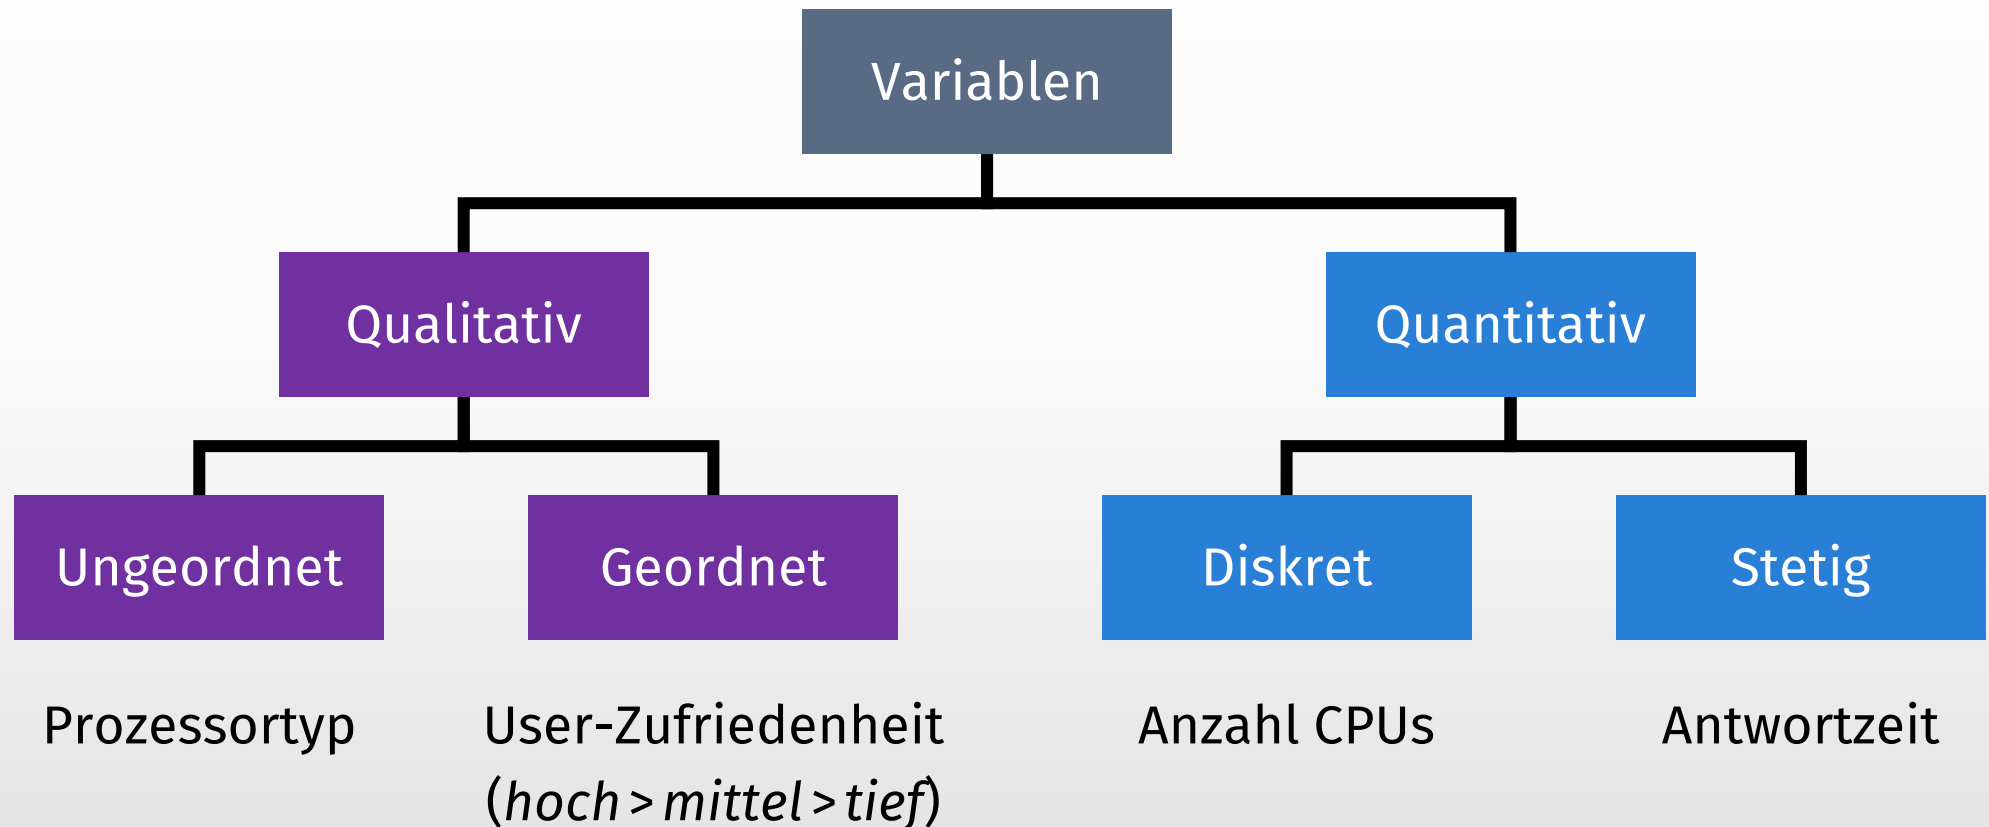 Variablen
Qualitativ
Quantitativ
Ungeordnet
Geordnet
Diskret
Stetig
Prozessortyp
User-Zufriedenheit
(hoch > mittel > tief)
Anzahl CPUs
Antwortzeit